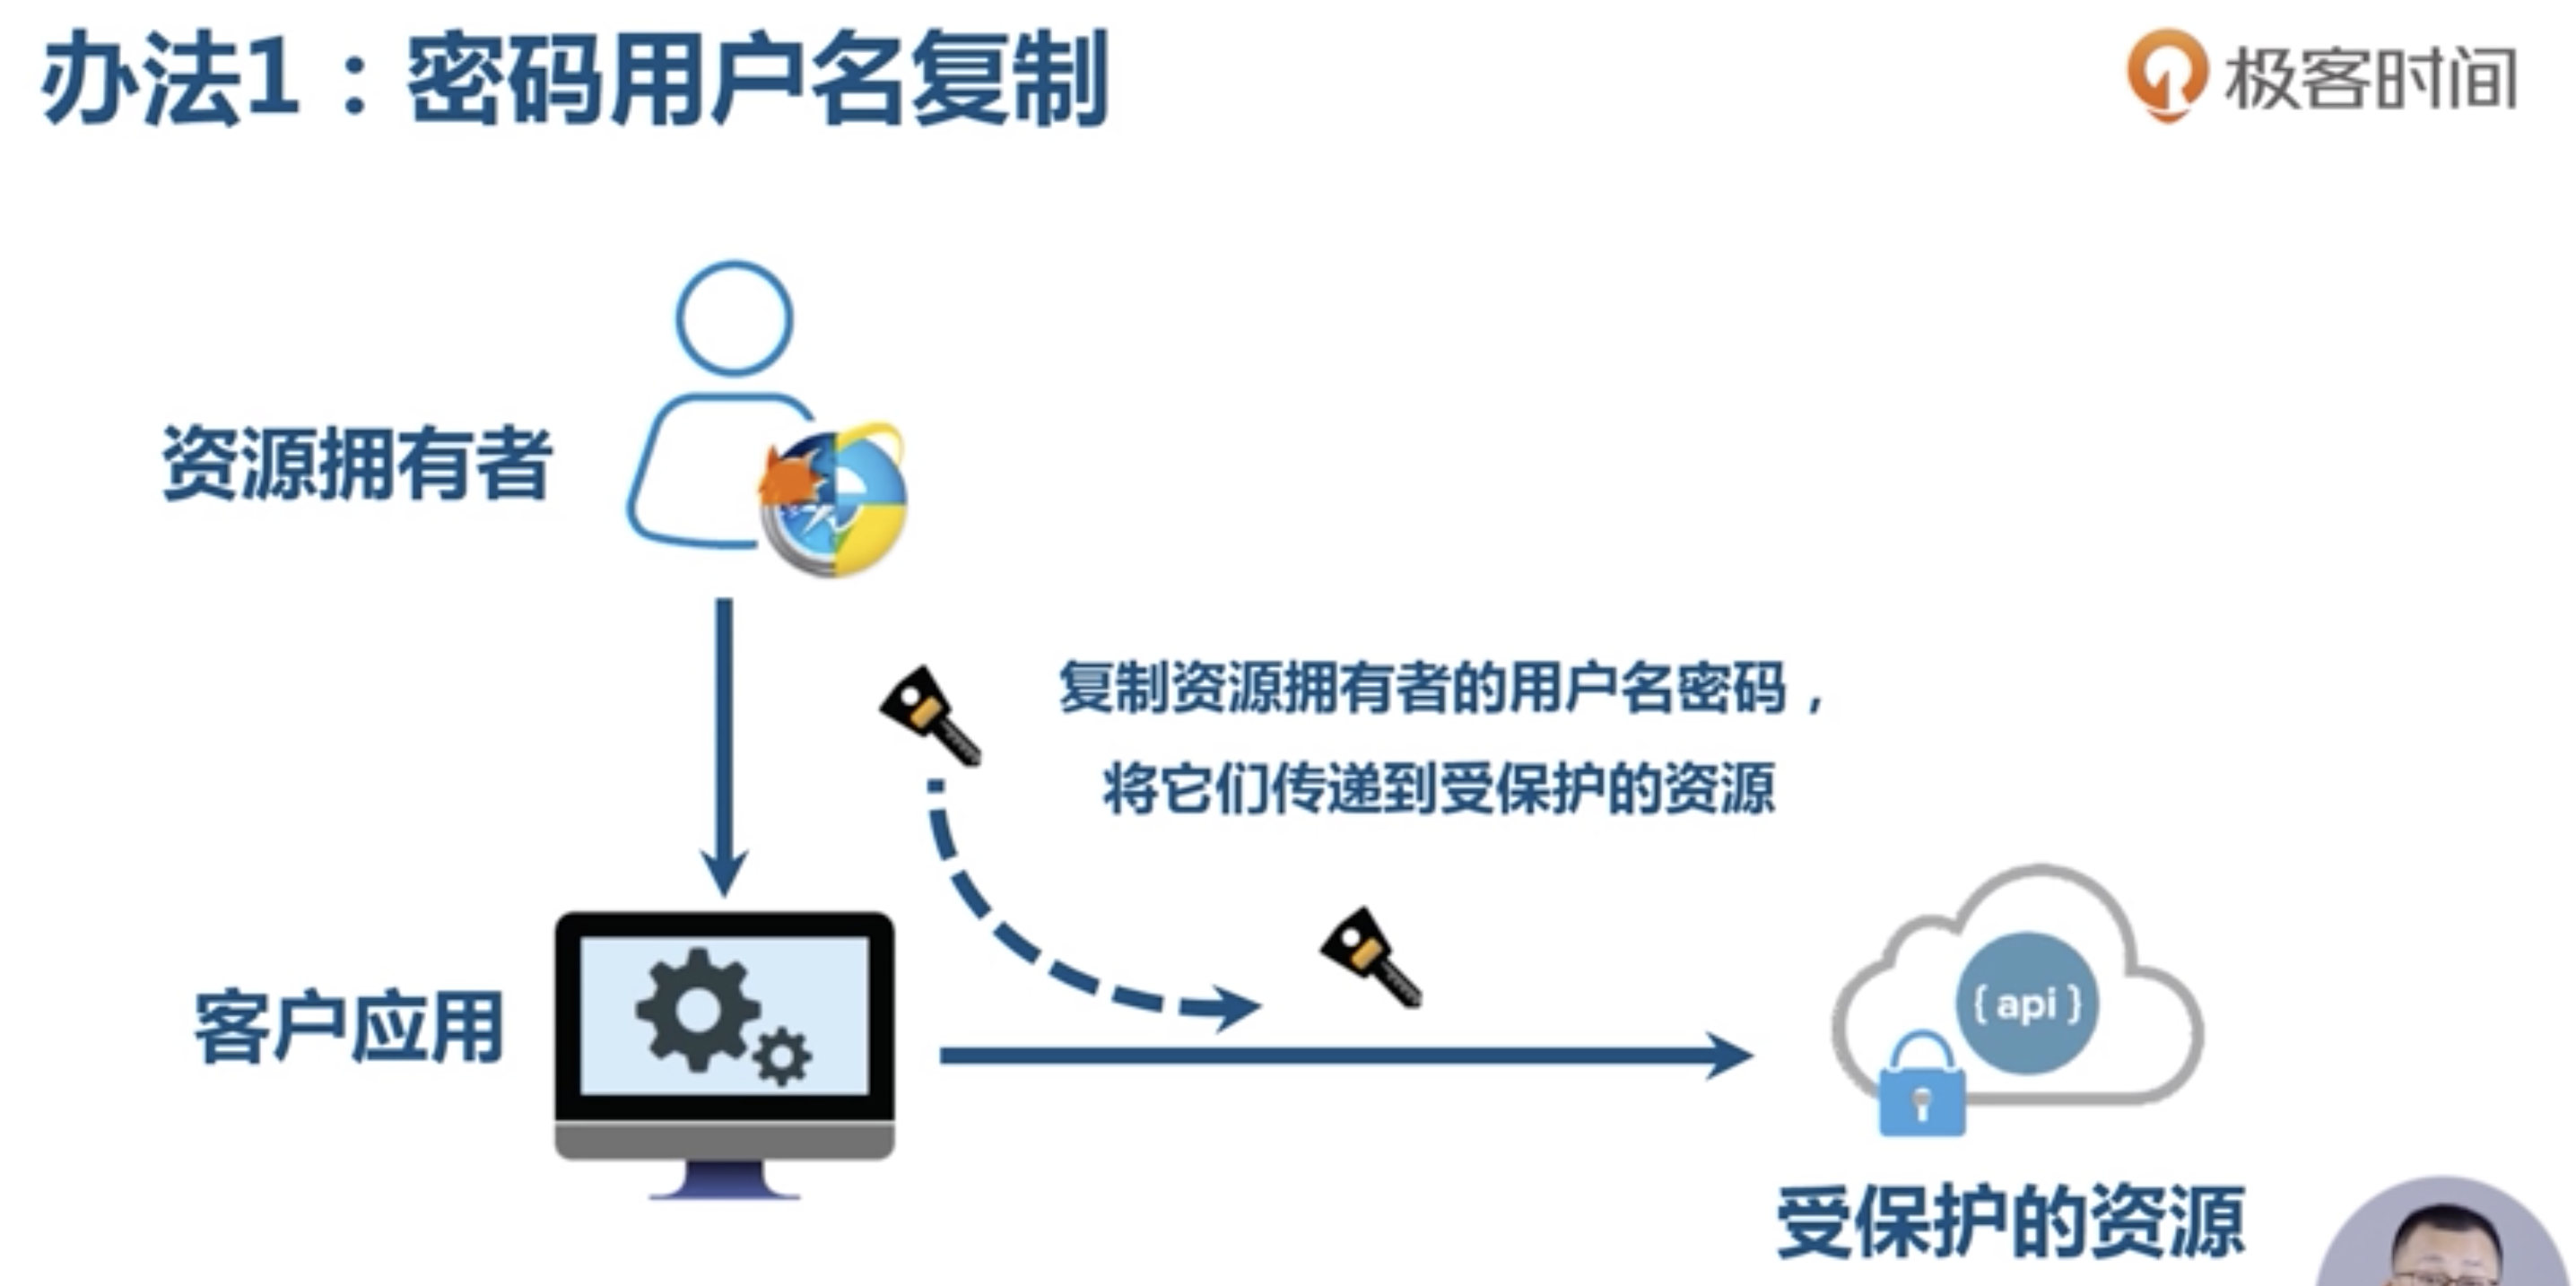 办法1：密码用户名复制
极客时间
资源拥有者
复制资源拥有者的用户名密码，
将它们传递到受保护的资源
客户应用
{ api }
受保护的资源